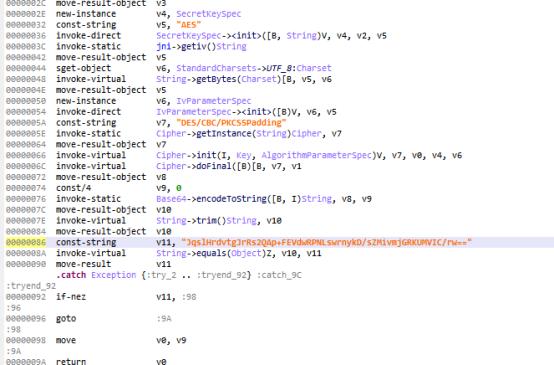 0000002C move-result-object v3
0000002E new-instance v4, SecretKeySpec
00000032 const-string v5, "AES"
00000036 invoke-direct SecretKeySpec-><init>([B, String)V, v4, v2, v5
0000003C invoke-static jni->getiv()String
00000042 move-result-object v5
00000044 sget-object v6, StandardCharsets->UTF_8:Charset
00000048 invoke-virtual String->getBytes(Charset)[B, v5, v6
0000004E move-result-object v5
00000050 new-instance v6, IvParameterSpec
00000054 invoke-direct IvParameterSpec-><init>([B)V, v6, v5
0000005A const-string v7, "DES/CBC/PKCS5Padding"
0000005E invoke-static Cipher->getInstance(String)Cipher, v7
00000064 move-result-object v7
00000066 invoke-virtual Cipher->init(I, Key, AlgorithmParameterSpec)V, v7, v0, v4, v6
0000006C invoke-virtual Cipher->doFinal([B)[B, v7, v1
00000072 move-result-object v8
00000074 const/4 v9, 0
00000076 invoke-static Base64->encodeToString([B, I)String, v8, v9
0000007C move-result-object v10
0000007E invoke-virtual String->trim()String, v10
00000084 move-result-object v10
00000086 const-string v11, "JqslHrdvtgJrRs2QAp+FEVdwRPNLswrnykD/sZMivmjGRKUMVIC/rw=="
0000008A invoke-virtual String->equals(Object)Z, v10, v11
00000090 move-result v11
.catch Exception {:try_2 .. :tryend_92} :catch_9C
:tryend_92
00000092 if-nez v11, :98
:96
00000096 goto :9A
:98
00000098 move v0, v9
:9A
0000009A return v0